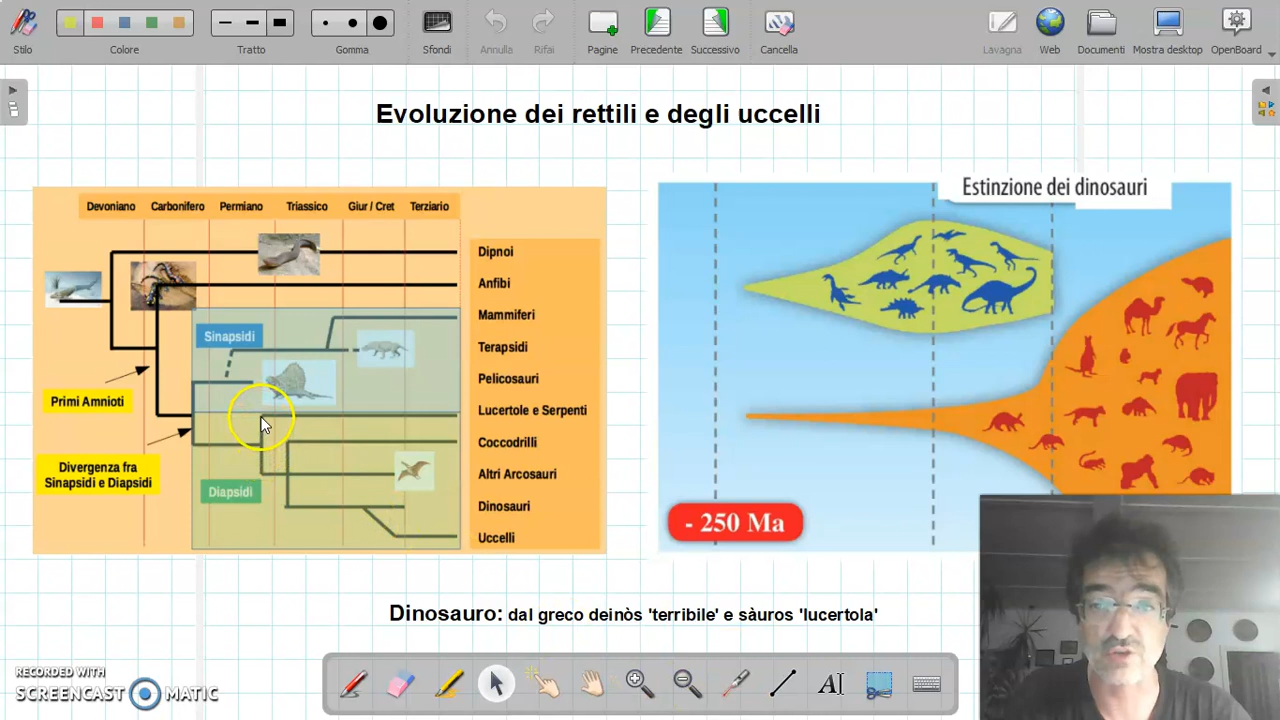 Stilo
Colore
Tratto
Gomma
Sfondi
Annulla
Rifai
Pagine
Precedente
Successivo
Cancella
Lavagna
Web
Documenti
Mostra desktop
OpenBoard
Evoluzione dei rettili e degli uccelli
Devoniano Carbonifero Permiano Triassico Giur / Cret Terziario
Dipnoi
Anfibi
Sinapsidi
Mammiferi
Terapsidi
Pelicosauri
Primi Amnioti
Lucertole e Serpenti
Coccodrilli
Divergenza fra
Sinapsidi e Diapsidi
Altri Arcosauri
Diapsidi
Dinosauri
Uccelli
Estinzione dei dinosauri
- 250 Ma
Dinosauro: dal greco deinòs 'terribile' e sàuros 'lucertola'
RECORDED WITH
SCREENCAST MATIC
AI